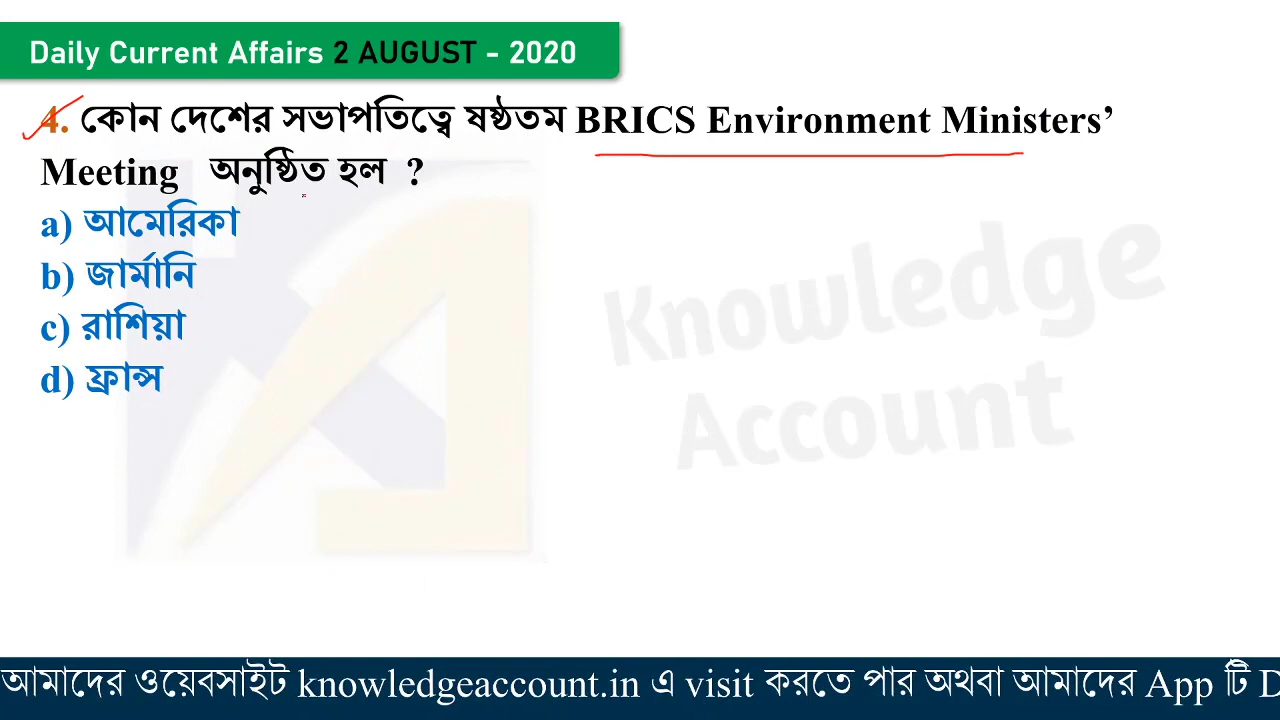 Daily Current Affairs 2 AUGUST - 2020
4. কোন দেশের সভাপতিত্বে ষষ্ঠতম BRICS Environment Ministers’
Meeting অনুষ্ঠিত হল ?
a) আমেরিকা
b) জার্মানি
c) রাশিয়া
d) ফ্রান্স
Knowledge
Account
আমাদের ওয়েবসাইট knowledgeaccount.in এ visit করতে পার অথবা আমাদের App টি D